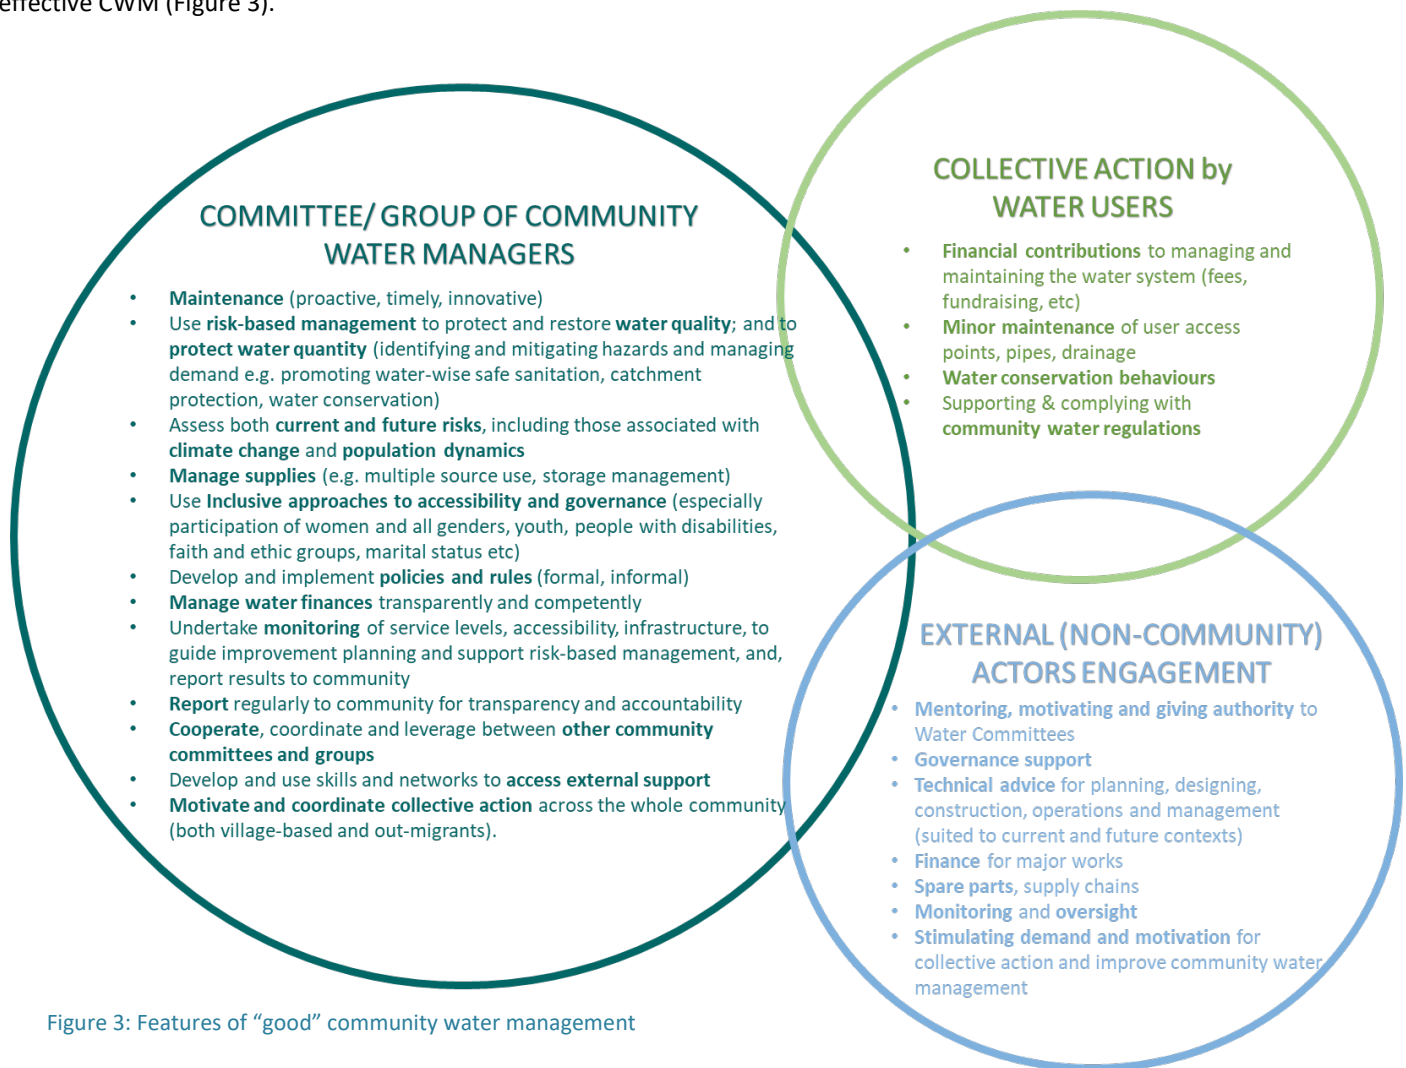 effective CWM (Figure 3).
COMMITTEE/ GROUP OF COMMUNITY
WATER MANAGERS
• Maintenance (proactive, timely, innovative)
• Use risk-based management to protect and restore water quality; and to
protect water quantity (identifying and mitigating hazards and managing
demand e.g. promoting water-wise safe sanitation, catchment
protection, water conservation)
• Assess both current and future risks, including those associated with
climate change and population dynamics
• Manage supplies (e.g. multiple source use, storage management)
• Use Inclusive approaches to accessibility and governance (especially
participation of women and all genders, youth, people with disabilities,
faith and ethic groups, marital status etc)
• Develop and implement policies and rules (formal, informal)
• Manage water finances transparently and competently
• Undertake monitoring of service levels, accessibility, infrastructure, to
guide improvement planning and support risk-based management, and,
report results to community
• Report regularly to community for transparency and accountability
• Cooperate, coordinate and leverage between other community
committees and groups
• Develop and use skills and networks to access external support
• Motivate and coordinate collective action across the whole community
(both village-based and out-migrants).
COLLECTIVE ACTION by
WATER USERS
• Financial contributions to managing and
maintaining the water system (fees,
fundraising, etc)
• Minor maintenance of user access
points, pipes, drainage
• Water conservation behaviours
• Supporting & complying with
community water regulations
EXTERNAL (NON-COMMUNITY)
ACTORS ENGAGEMENT
• Mentoring, motivating and giving authority to
Water Committees
• Governance support
• Technical advice for planning, designing,
construction, operations and management
(suited to current and future contexts)
• Finance for major works
• Spare parts, supply chains
• Monitoring and oversight
• Stimulating demand and motivation for
collective action and improve community water
management
Figure 3: Features of “good” community water management